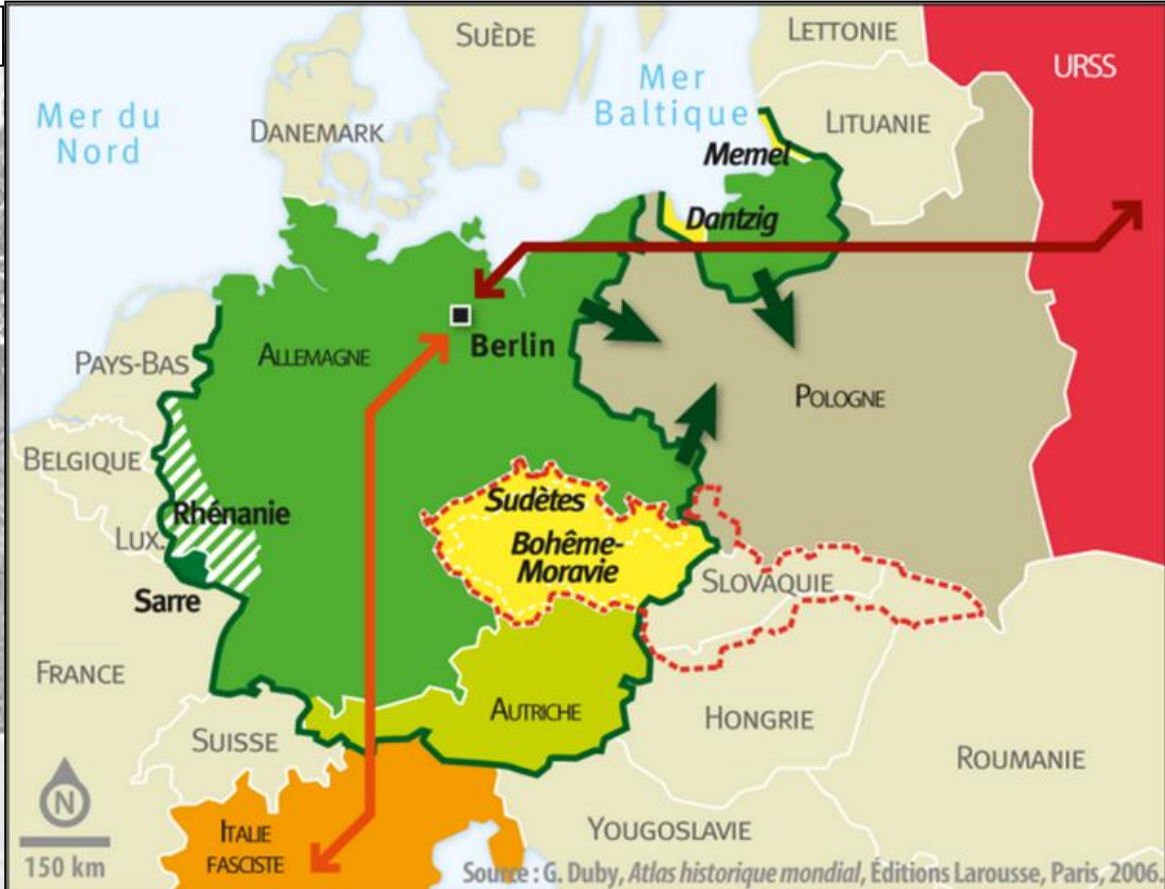 SUÈDE
LETTONIE
URSS
Mer du
Nord
Mer
Baltique
DANEMARK
LITUANIE
Memel
Dantzig
PAYS-BAS
ALLEMAGNE
Berlin
POLOGNE
BELGIQUE
Rhénanie
LUX.
Sudètes
Bohême-
Moravie
SLOVAQUIE
Sarre
FRANCE
AUTRICHE
HONGRIE
SUISSE
ROUMANIE
N
ITALIE
FASCISTE
YOUGOSLAVIE
150 km
Source : G. Duby, Atlas historique mondial, Éditions Larousse, Paris, 2006.